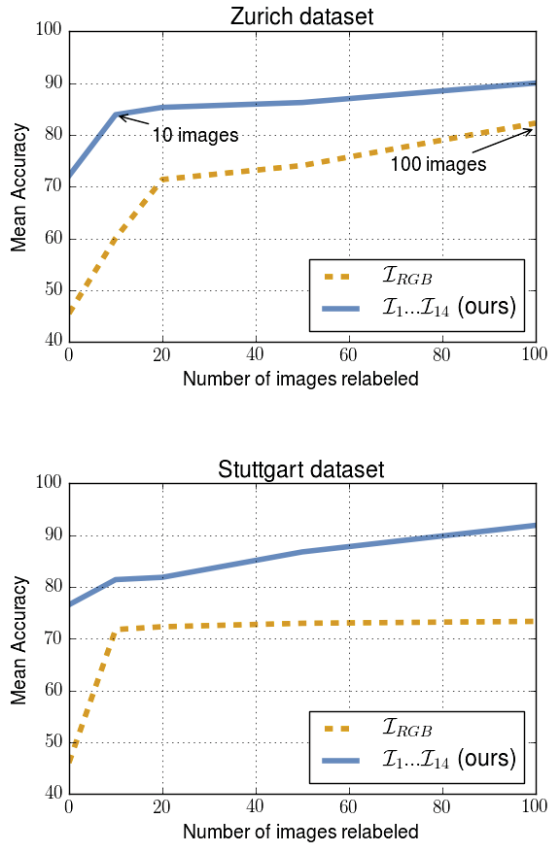 Zurich dataset
100
90
80
70
60
50
40
Mean Accuracy
10 images
100 images
I_RGB
I_1...I_14 (ours)
0 20 40 60 80 100
Number of images relabeled
Stuttgart dataset
100
90
80
70
60
50
40
Mean Accuracy
I_RGB
I_1...I_14 (ours)
0 20 40 60 80 100
Number of images relabeled